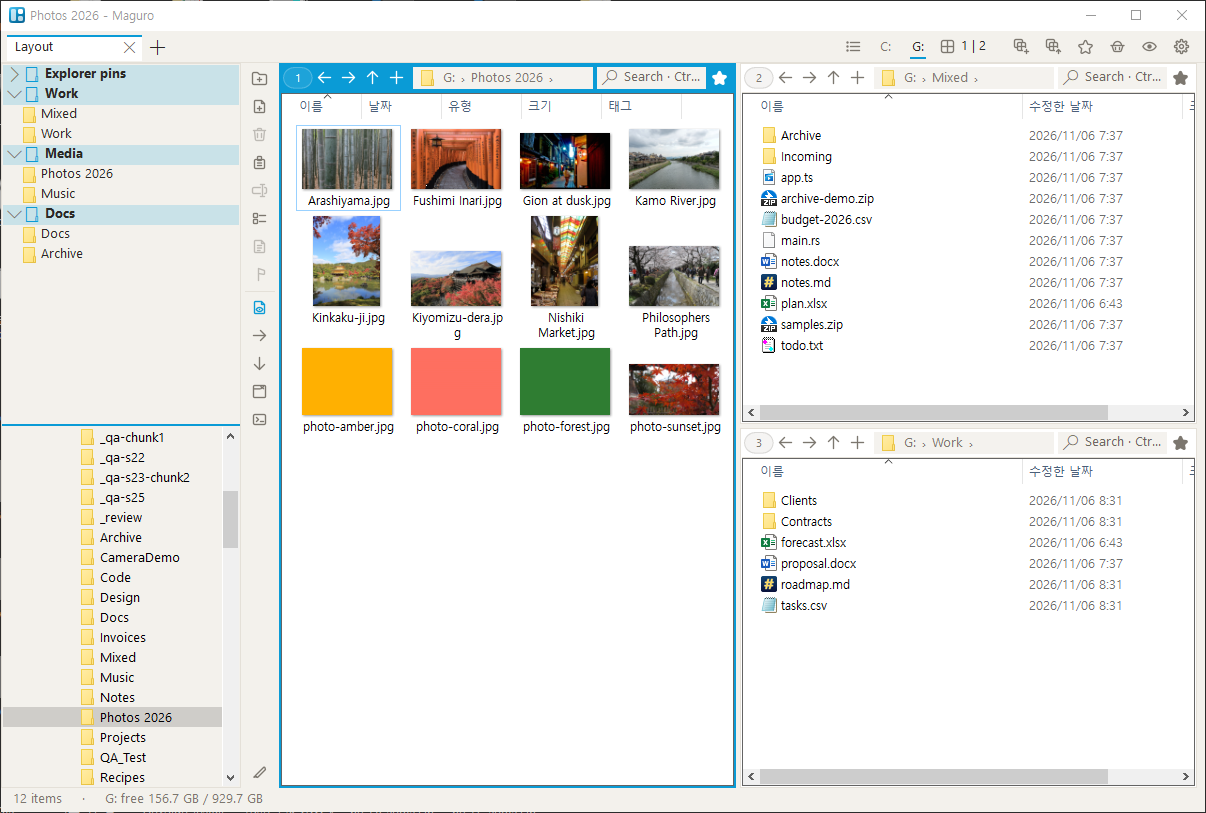 Photos 2026 - Maguro
Layout
C:
G:
1 | 2
Explorer pins
Work
Mixed
Work
Media
Photos 2026
Music
Docs
Docs
Archive
_qa-chunk1
_qa-s22
_qa-s23-chunk2
_qa-s25
_review
Archive
CameraDemo
Code
Design
Docs
Invoices
Mixed
Music
Notes
Photos 2026
Projects
QA_Test
Recipes
1
G: › Photos 2026 ›
Search · Ctr...
이름 날짜 유형 크기 태그
Arashiyama.jpg
Fushimi Inari.jpg
Gion at dusk.jpg
Kamo River.jpg
Kinkaku-ji.jpg
Kiyomizu-dera.jp
g
Nishiki
Market.jpg
Philosophers
Path.jpg
photo-amber.jpg
photo-coral.jpg
photo-forest.jpg
photo-sunset.jpg
2
G: › Mixed ›
Search · Ctr...
이름 수정한 날짜
Archive 2026/11/06 7:37
Incoming 2026/11/06 7:37
app.ts 2026/11/06 7:37
archive-demo.zip 2026/11/06 7:37
budget-2026.csv 2026/11/06 7:37
main.rs 2026/11/06 7:37
notes.docx 2026/11/06 7:37
notes.md 2026/11/06 7:37
plan.xlsx 2026/11/06 6:43
samples.zip 2026/11/06 7:37
todo.txt 2026/11/06 7:37
3
G: › Work ›
Search · Ctr...
이름 수정한 날짜
Clients 2026/11/06 8:31
Contracts 2026/11/06 8:31
forecast.xlsx 2026/11/06 6:43
proposal.docx 2026/11/06 7:37
roadmap.md 2026/11/06 8:31
tasks.csv 2026/11/06 8:31
12 items · G: free 156.7 GB / 929.7 GB